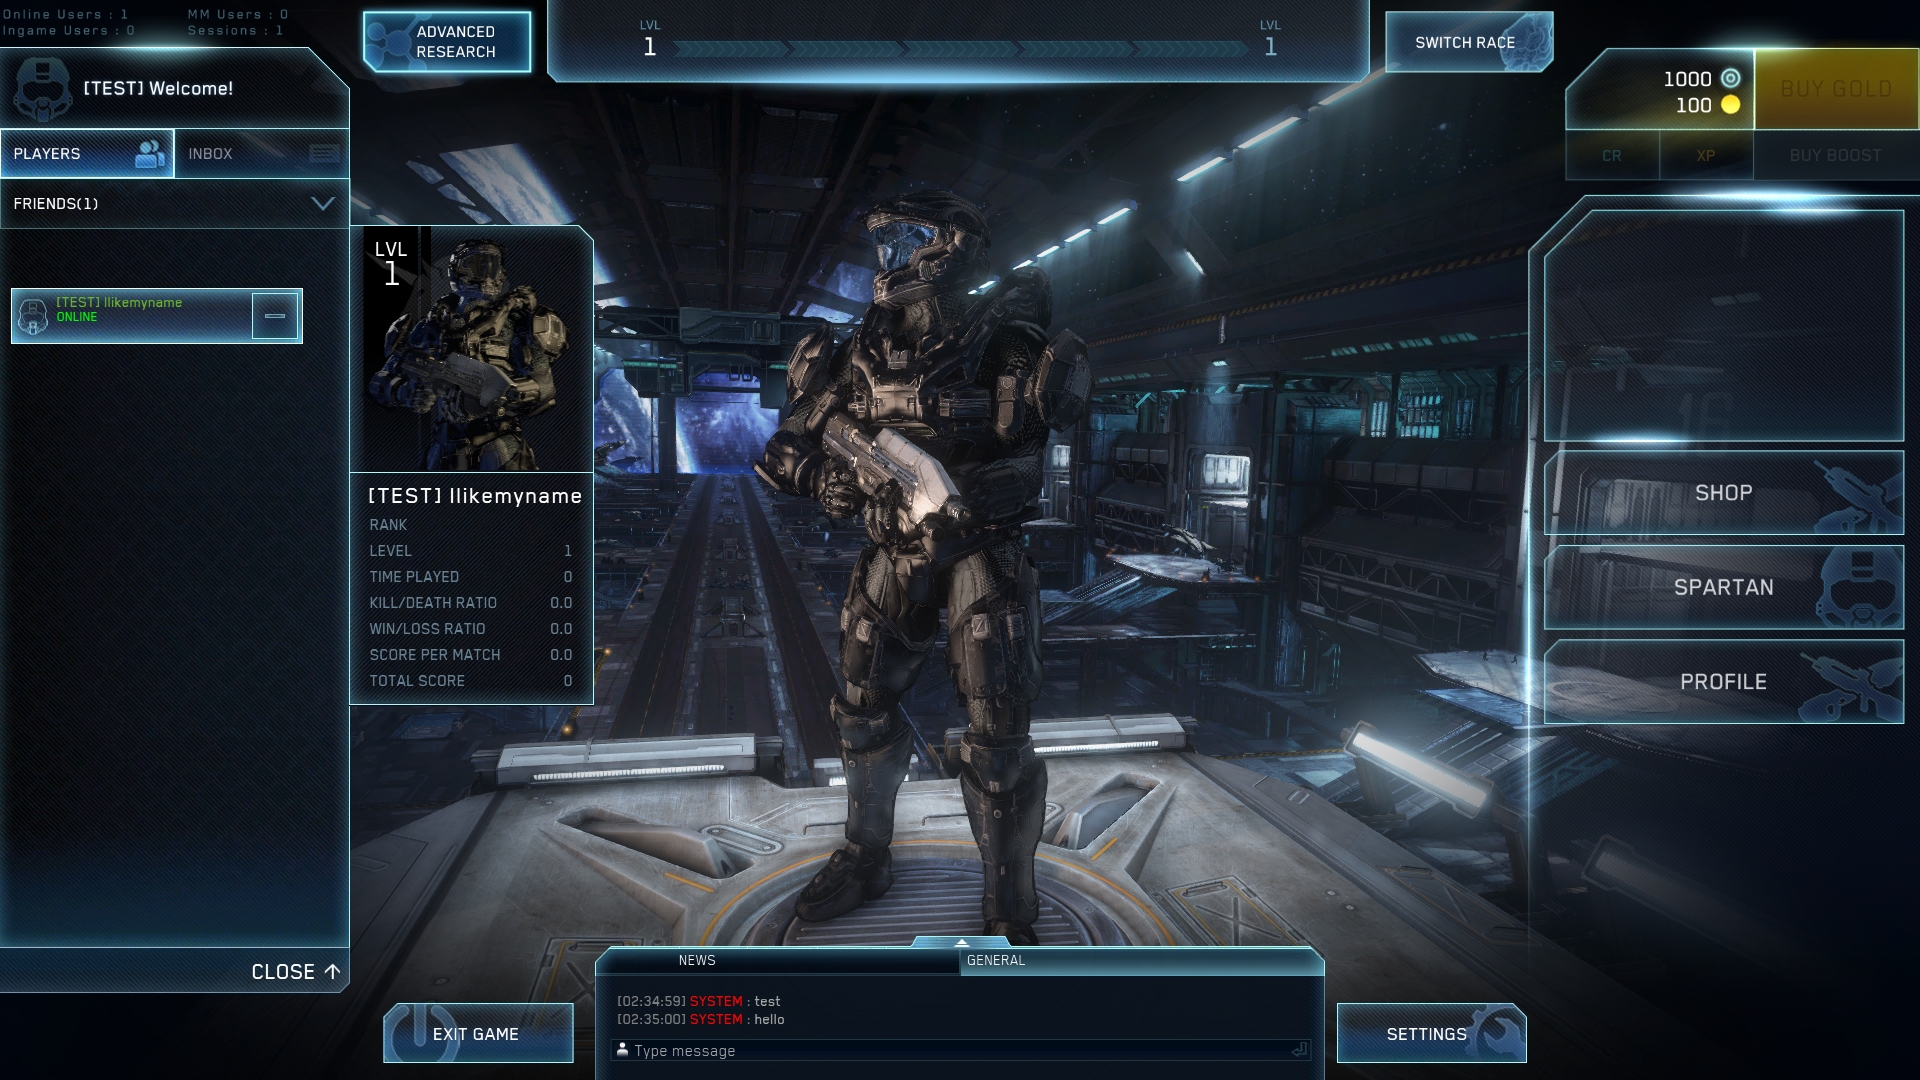 Online Users : 1
MM Users : 0
Ingame Users : 0
Sessions : 1
ADVANCED
RESEARCH
LVL
1
LVL
1
SWITCH RACE
[TEST] Welcome!
1000
100
BUY GOLD
PLAYERS
INBOX
CR
XP
BUY BOOST
FRIENDS(1)
LVL
1
[TEST] Ilikemyname
ONLINE
[TEST] Ilikemyname
RANK
LEVEL 1
TIME PLAYED 0
KILL/DEATH RATIO 0.0
WIN/LOSS RATIO 0.0
SCORE PER MATCH 0.0
TOTAL SCORE 0
SHOP
SPARTAN
PROFILE
CLOSE
NEWS
GENERAL
[02:34:59] SYSTEM : test
[02:35:00] SYSTEM : hello
Type message
EXIT GAME
SETTINGS